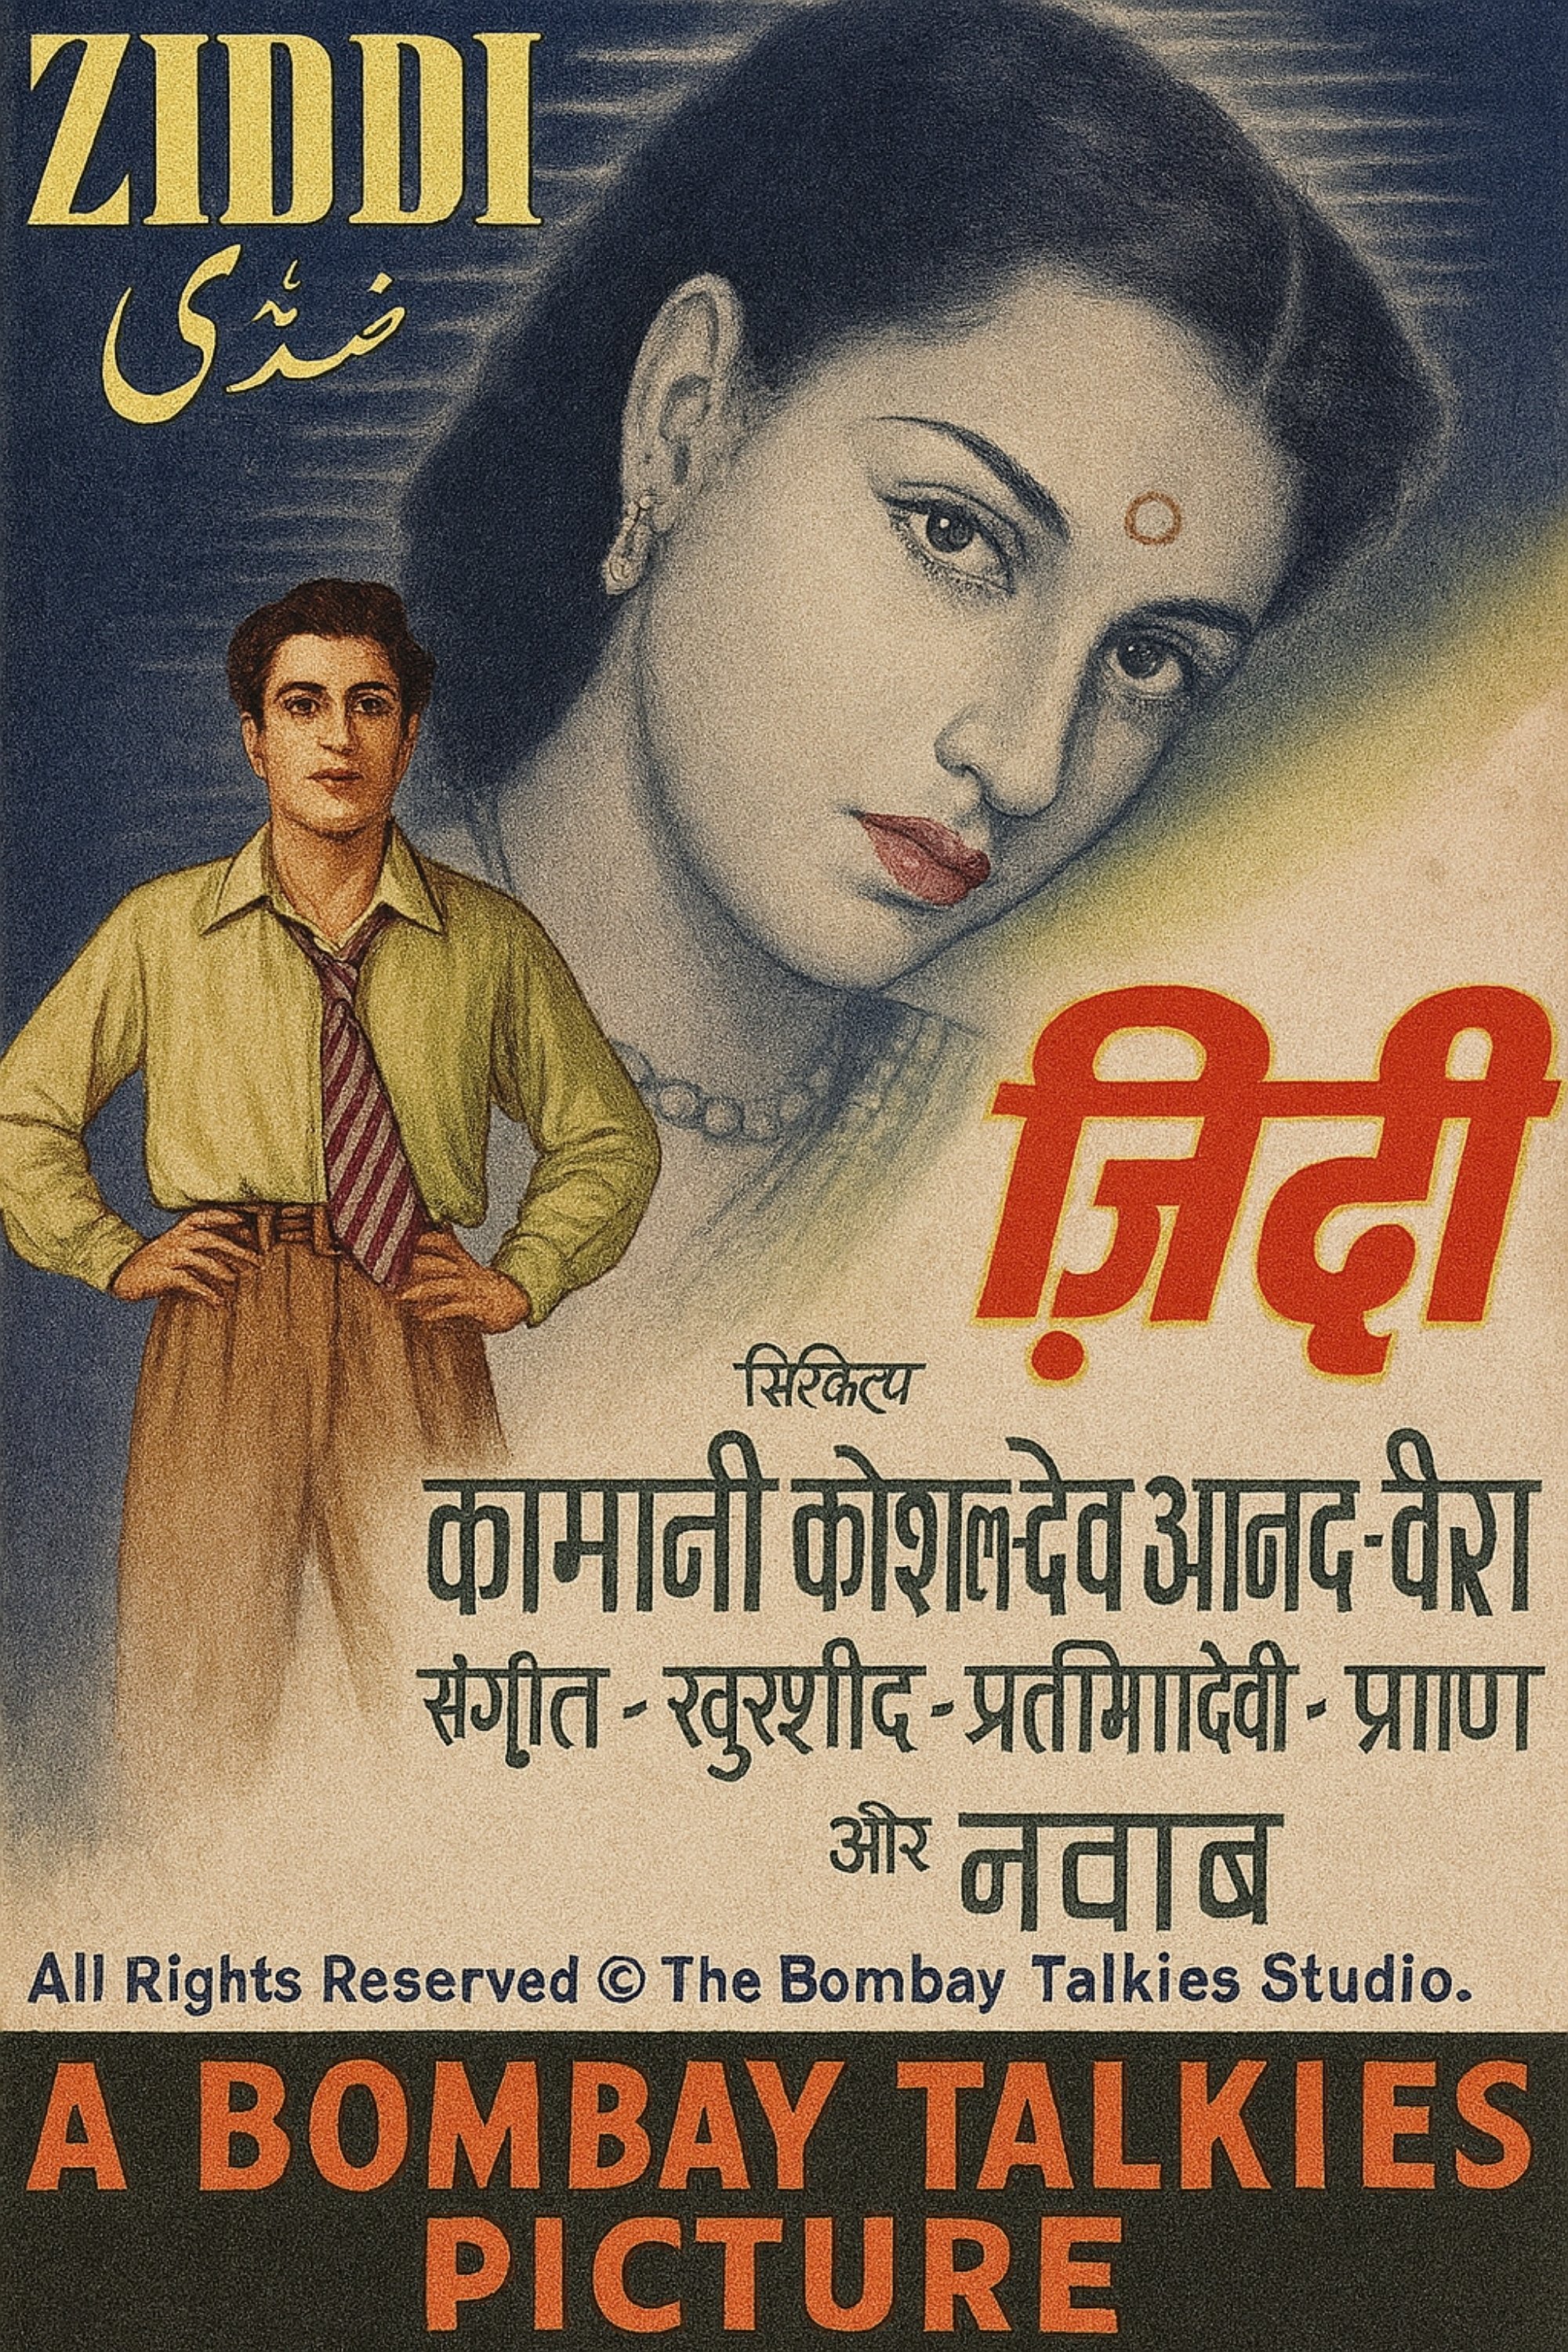 ZIDDI
ضدی
ज़िदी
सिरकित्प
कामानी कोशल-देव आनद-वीरा
संगीत - खुरशीद - प्रतीमाादेवी - प्रााण
और नवाब
All Rights Reserved © The Bombay Talkies Studio.
A BOMBAY TALKIES
PICTURE